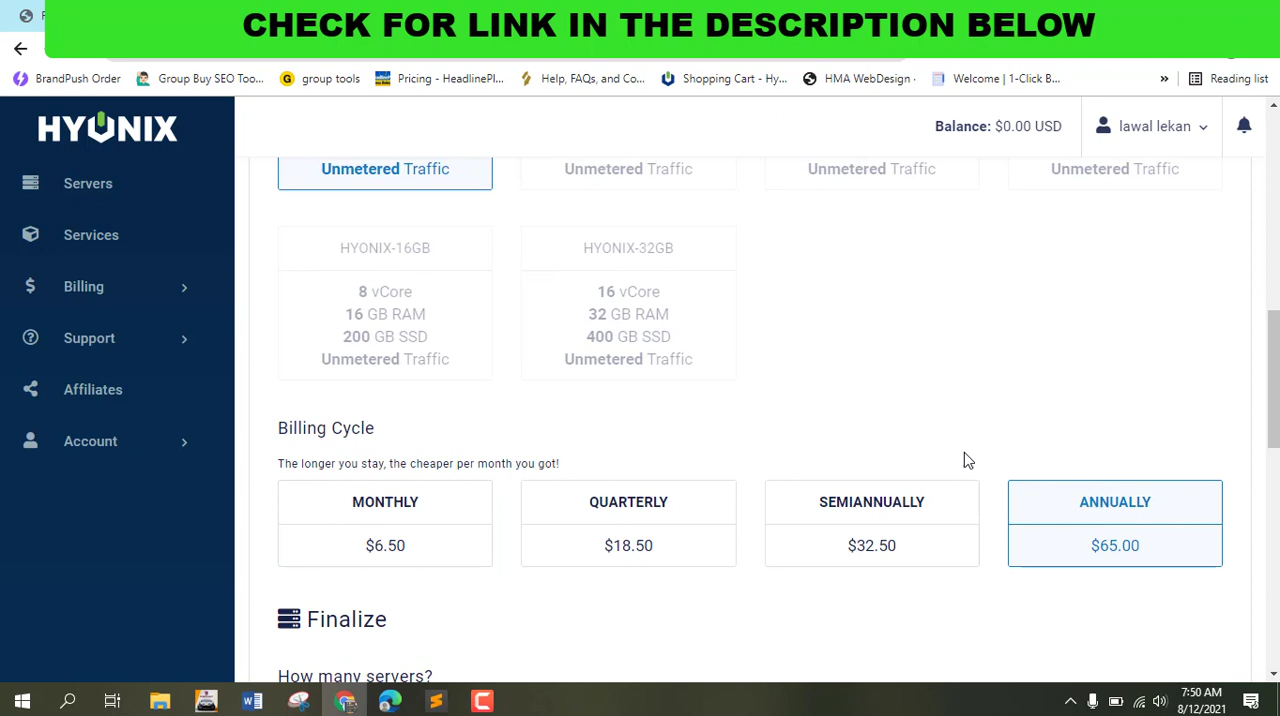 CHECK FOR LINK IN THE DESCRIPTION BELOW
BrandPush Order
Group Buy SEO Too...
group tools
Pricing - HeadlinePl...
Help, FAQs, and Co...
Shopping Cart - Hy...
HMA WebDesign -
Welcome | 1-Click B...
»
Reading list
HYONIX
Balance: $0.00 USD
lawal lekan
Servers
Services
Billing
Support
Affiliates
Account
Unmetered Traffic
Unmetered Traffic
Unmetered Traffic
Unmetered Traffic
HYONIX-16GB
8 vCore
16 GB RAM
200 GB SSD
Unmetered Traffic
HYONIX-32GB
16 vCore
32 GB RAM
400 GB SSD
Unmetered Traffic
Billing Cycle
The longer you stay, the cheaper per month you got!
MONTHLY
$6.50
QUARTERLY
$18.50
SEMIANNUALLY
$32.50
ANNUALLY
$65.00
Finalize
How many servers?
7:50 AM
8/12/2021